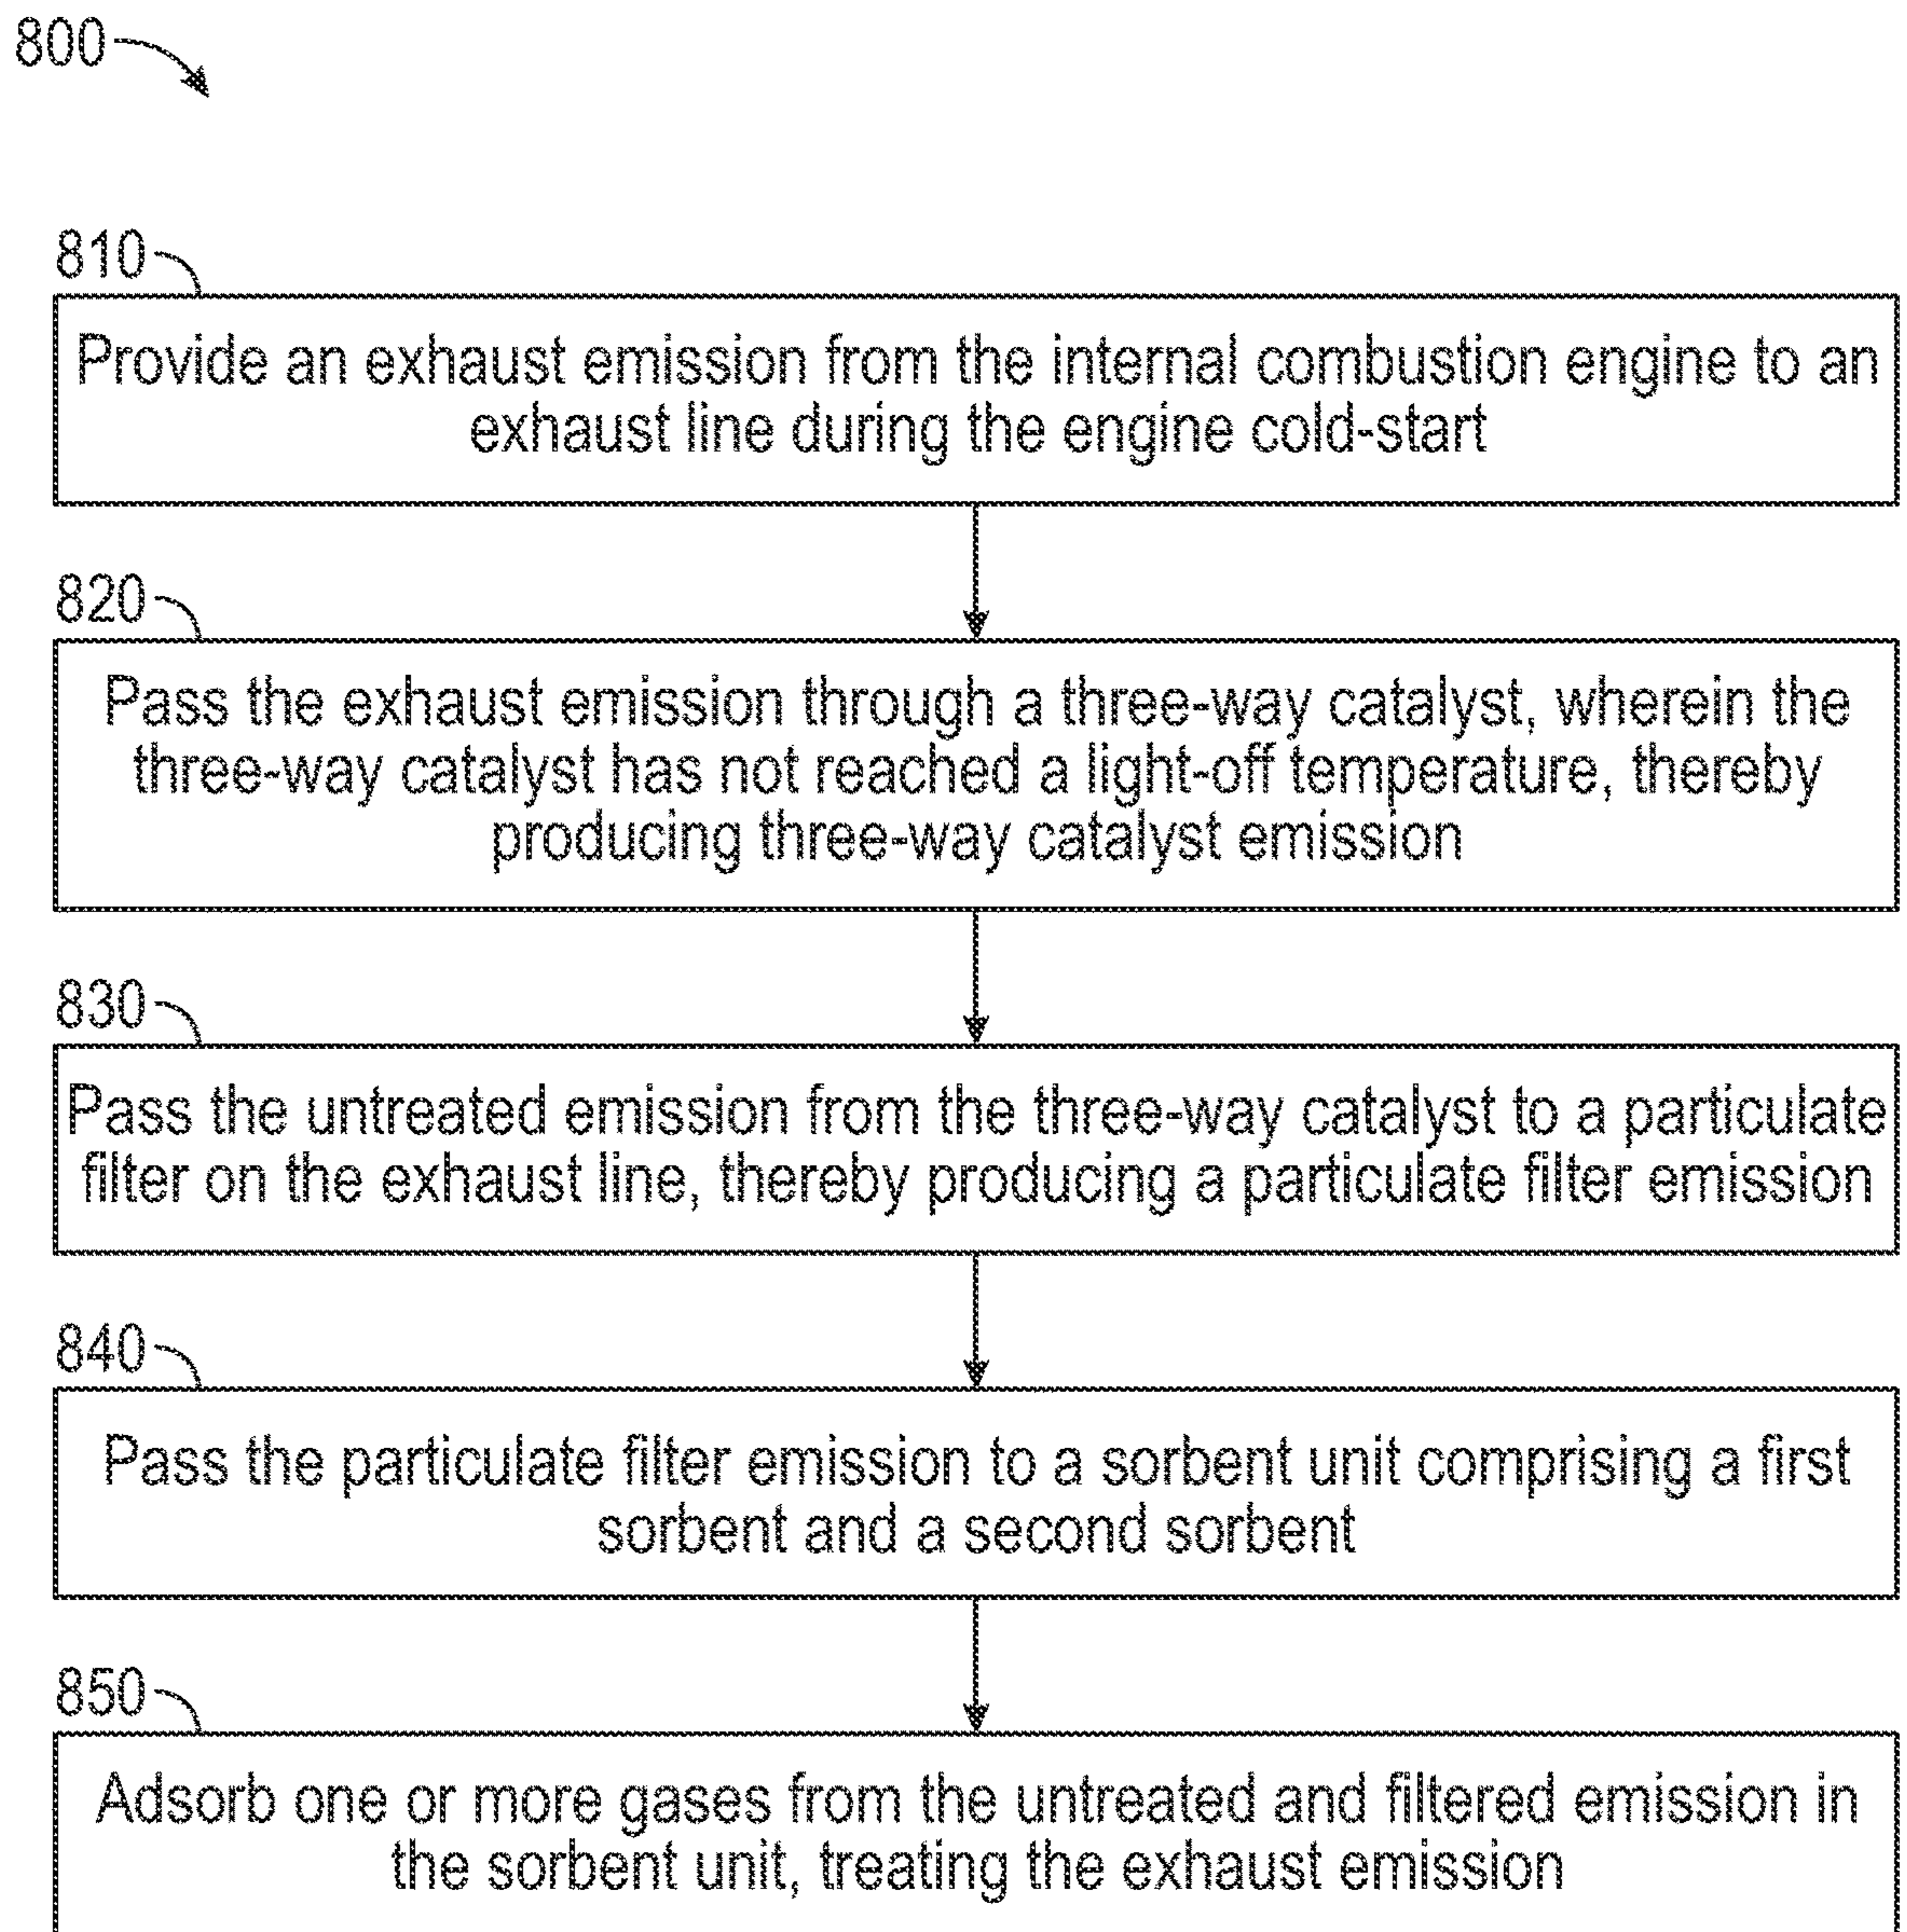 800
810
Provide an exhaust emission from the internal combustion engine to an
exhaust line during the engine cold-start
820
Pass the exhaust emission through a three-way catalyst, wherein the
three-way catalyst has not reached a light-off temperature, thereby
producing three-way catalyst emission
830
Pass the untreated emission from the three-way catalyst to a particulate
filter on the exhaust line, thereby producing a particulate filter emission
840
Pass the particulate filter emission to a sorbent unit comprising a first
sorbent and a second sorbent
850
Adsorb one or more gases from the untreated and filtered emission in
the sorbent unit, treating the exhaust emission